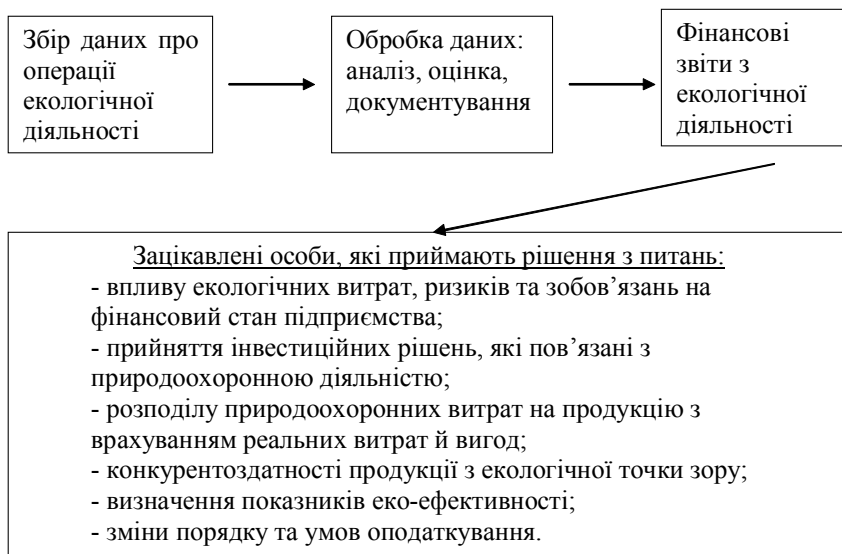 Збір даних про
операції
екологічної
діяльності
Обробка даних:
аналіз, оцінка,
документування
Фінансові
звіти з
екологічної
діяльності
Зацікавлені особи, які приймають рішення з питань:
- впливу екологічних витрат, ризиків та зобов’язань на
фінансовий стан підприємства;
- прийняття інвестиційних рішень, які пов’язані з
природоохоронною діяльністю;
- розподілу природоохоронних витрат на продукцію з
врахуванням реальних витрат й вигод;
- конкурентоздатності продукції з екологічної точки зору;
- визначення показників еко-ефективності;
- зміни порядку та умов оподаткування.